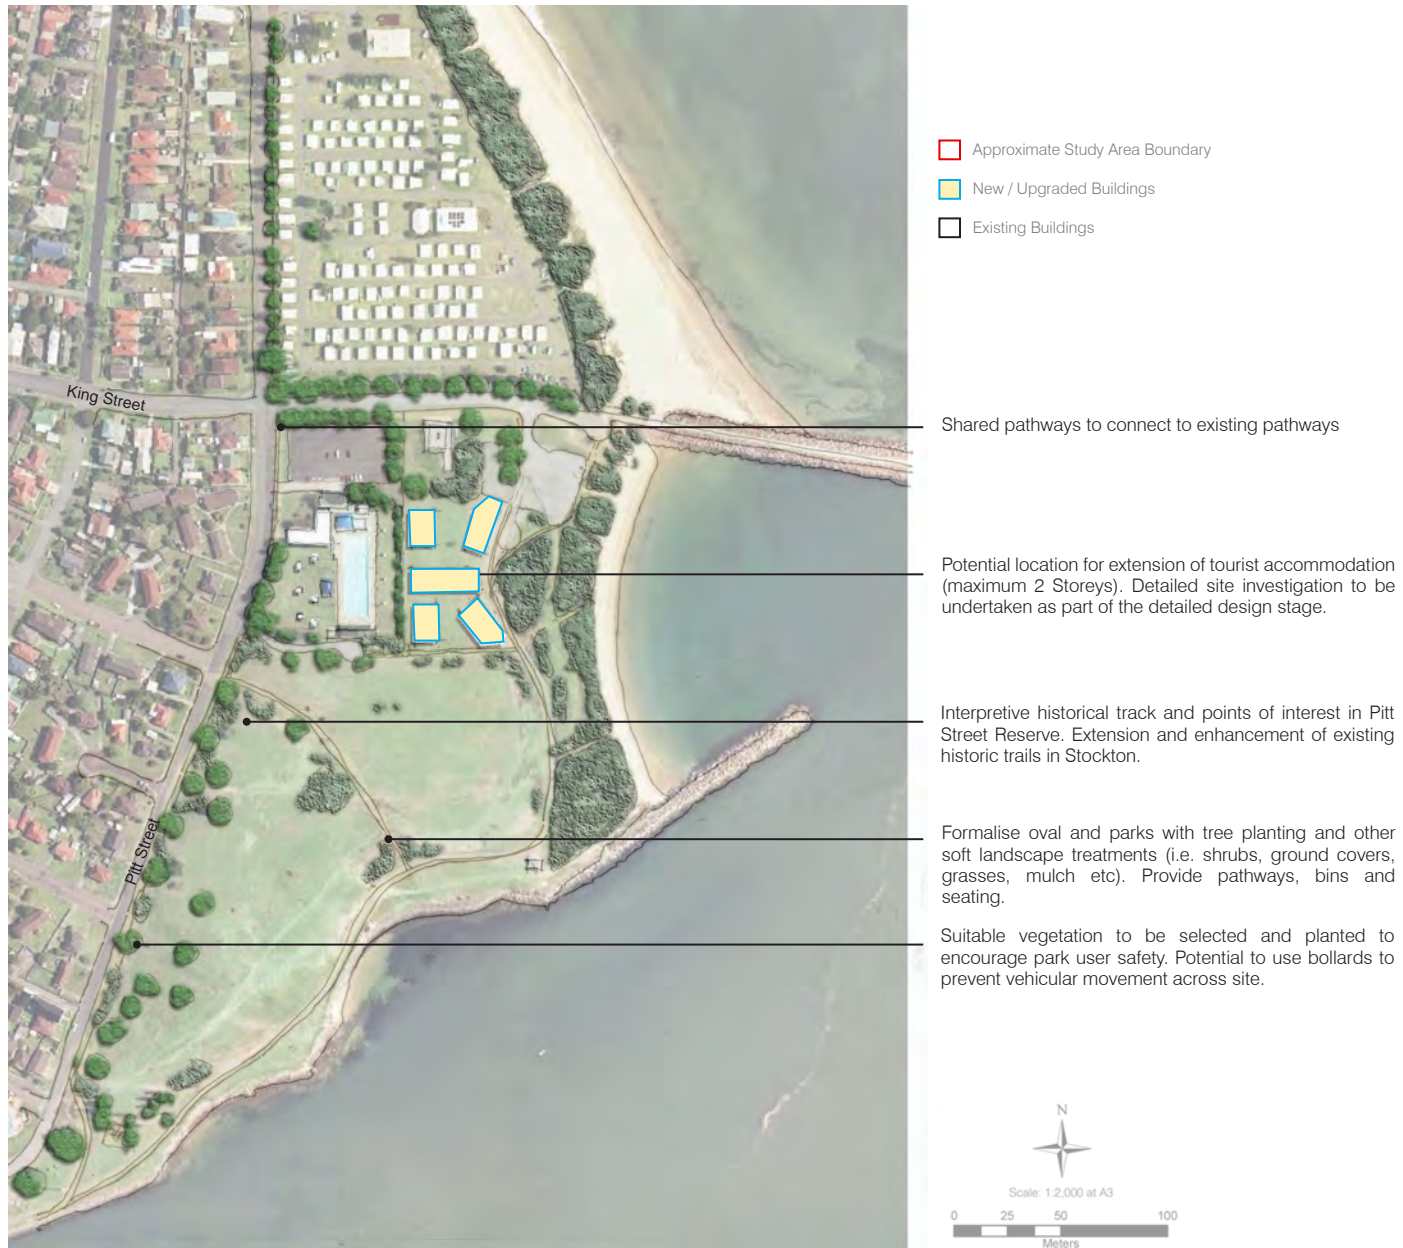 Approximate Study Area Boundary
New / Upgraded Buildings
Existing Buildings
King Street
Shared pathways to connect to existing pathways
Potential location for extension of tourist accommodation
(maximum 2 Storeys). Detailed site investigation to be
undertaken as part of the detailed design stage.
Interpretive historical track and points of interest in Pitt
Street Reserve. Extension and enhancement of existing
historic trails in Stockton.
Formalise oval and parks with tree planting and other
soft landscape treatments (i.e. shrubs, ground covers,
grasses, mulch etc). Provide pathways, bins and
seating.
Pitt Street
Suitable vegetation to be selected and planted to
encourage park user safety. Potential to use bollards to
prevent vehicular movement across site.
N
Scale: 1:2,000 at A3
0 25 50 100
Meters